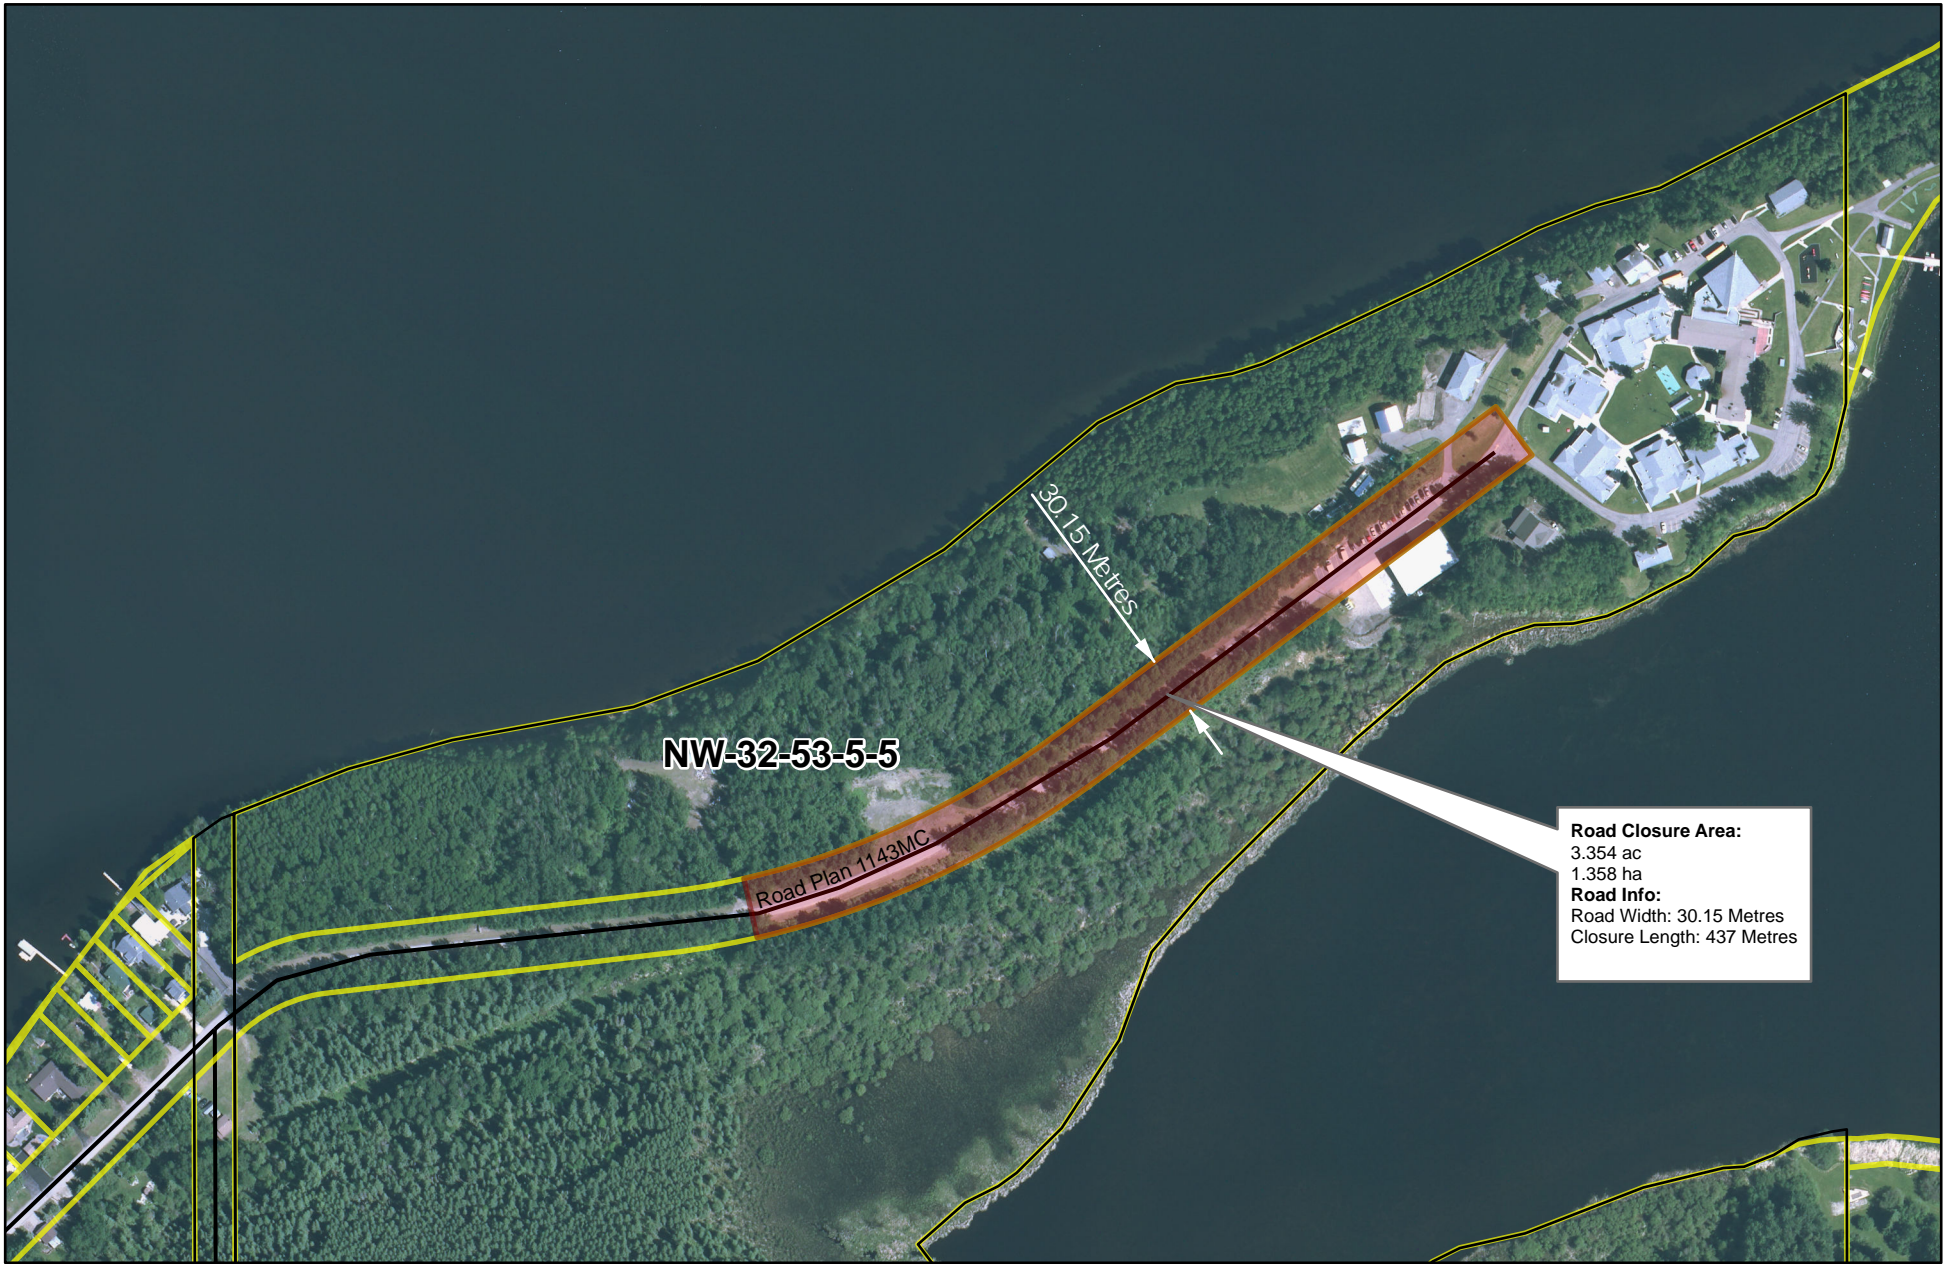 30.15 Metres
NW-32-53-5-5
Road Plan 1143MC
Road Closure Area:
3.354 ac
1.358 ha
Road Info:
Road Width: 30.15 Metres
Closure Length: 437 Metres